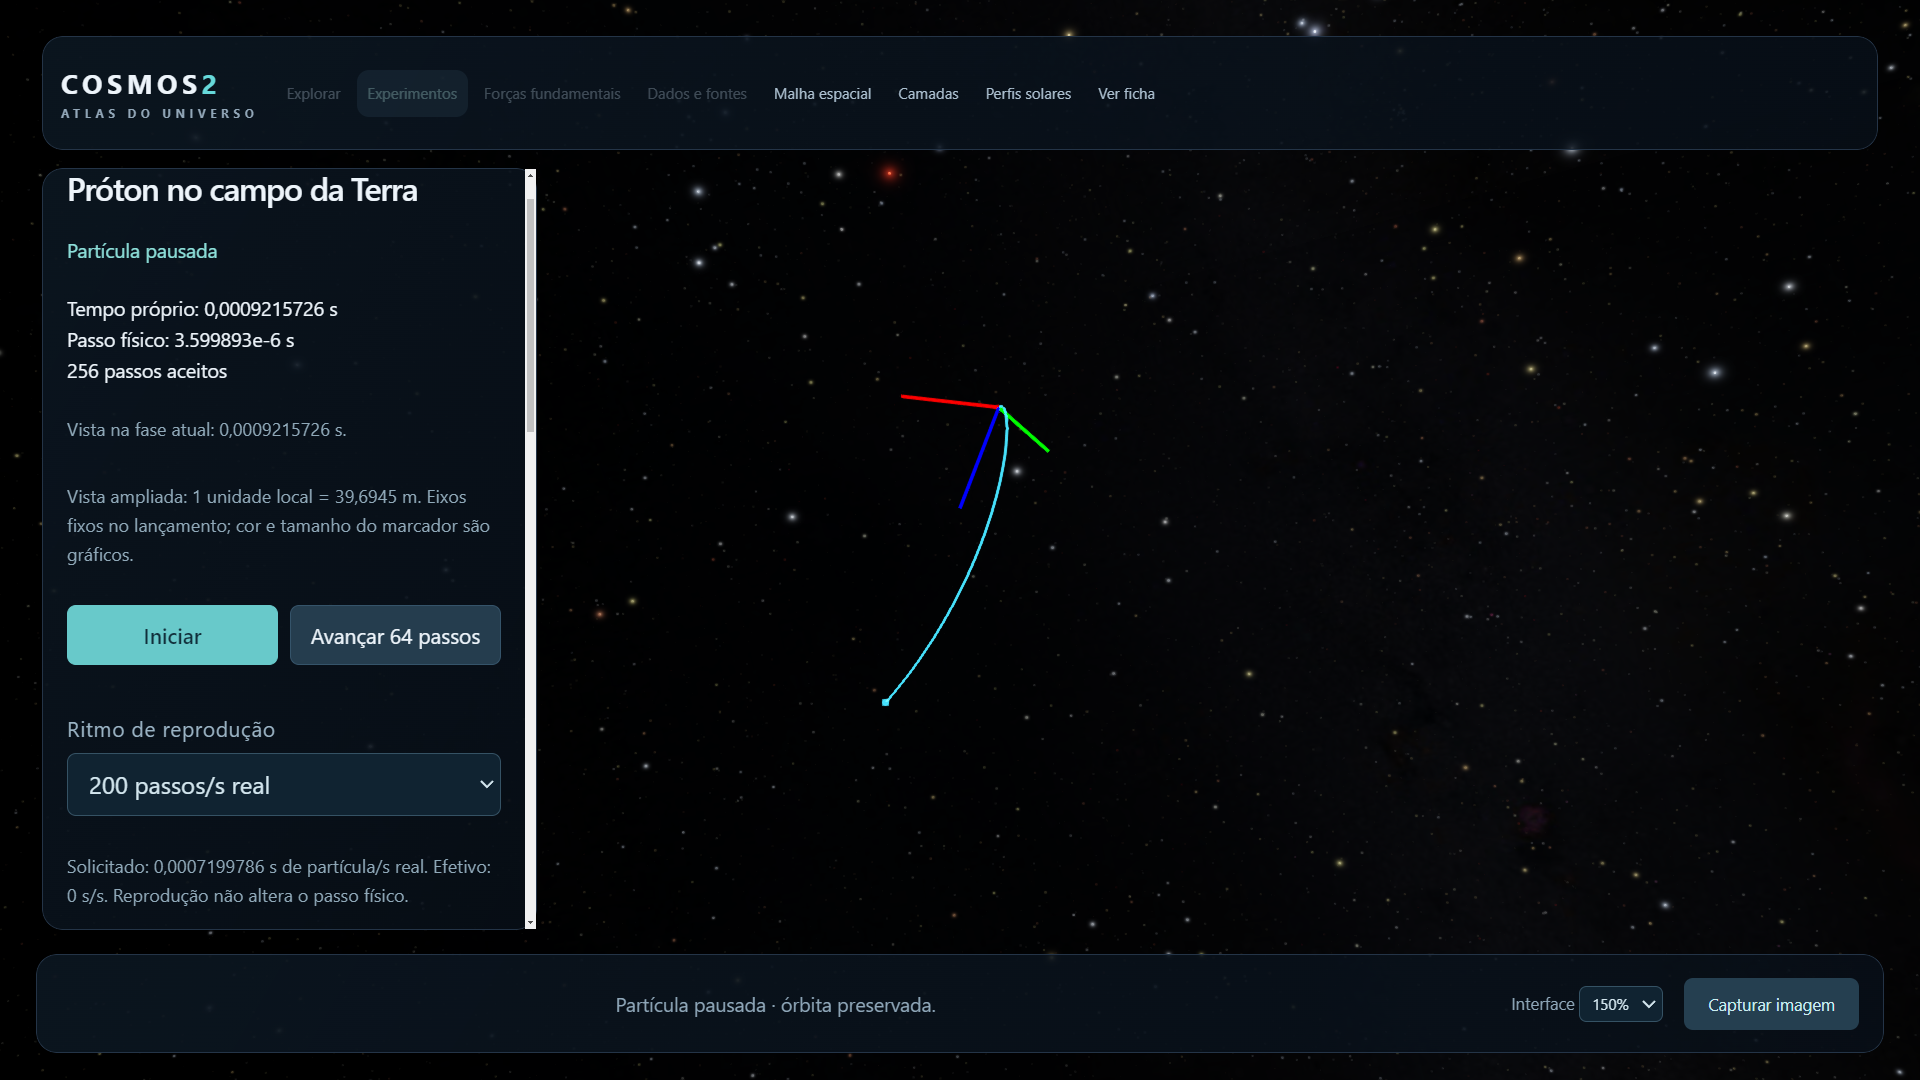 COSMOS2
ATLAS DO UNIVERSO
Explorar
Experimentos
Forças fundamentais
Dados e fontes
Malha espacial
Camadas
Perfis solares
Ver ficha
Próton no campo da Terra
Partícula pausada
Tempo próprio: 0,0009215726 s
Passo físico: 3.599893e-6 s
256 passos aceitos
Vista na fase atual: 0,0009215726 s.
Vista ampliada: 1 unidade local = 39,6945 m. Eixos
fixos no lançamento; cor e tamanho do marcador são
gráficos.
Iniciar
Avançar 64 passos
Ritmo de reprodução
200 passos/s real
Solicitado: 0,0007199786 s de partícula/s real. Efetivo:
0 s/s. Reprodução não altera o passo físico.
Partícula pausada · órbita preservada.
Interface
150%
Capturar imagem